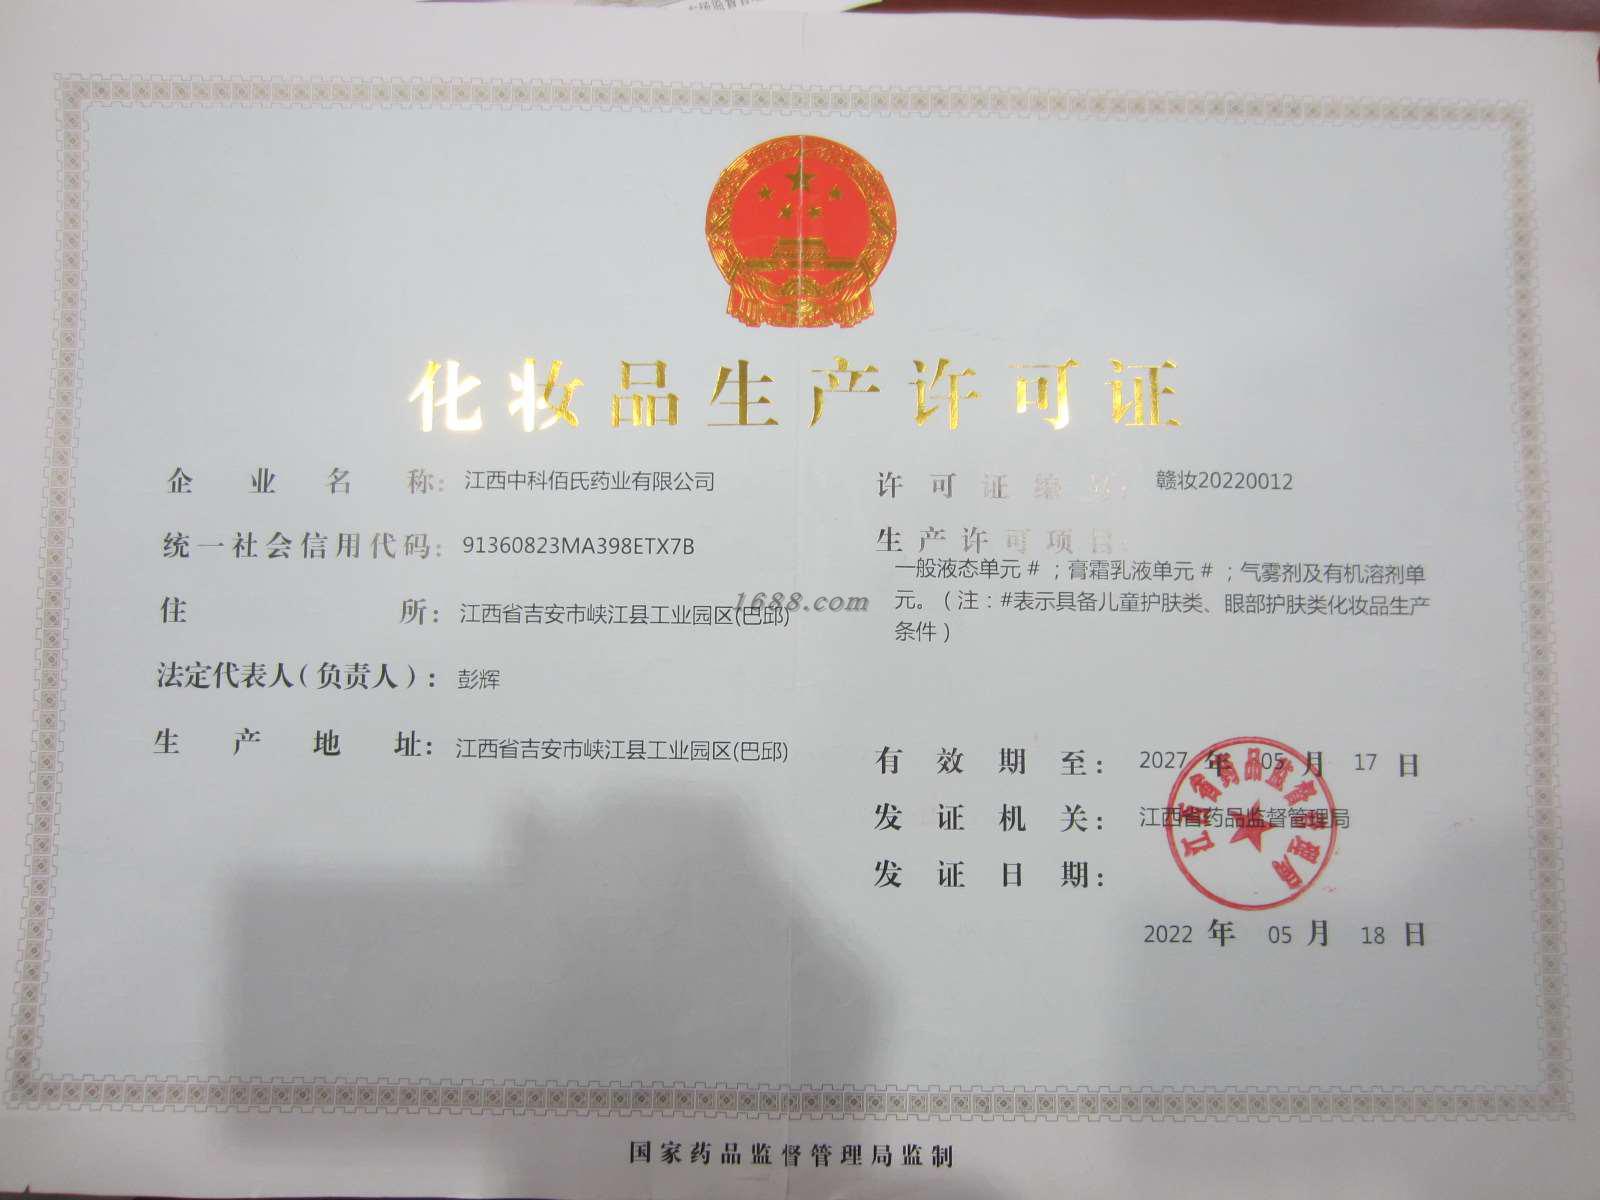 化妆品生产许可证
企业名称：江西中科佰氏药业有限公司
统一社会信用代码：91360823MA398ETX7B
住所：江西省吉安市峡江县工业园区(巴邱)
法定代表人（负责人）：彭辉
生产地址：江西省吉安市峡江县工业园区(巴邱)
许可证编号：赣妆20220012
生产许可项目：
一般液态单元#；膏霜乳液单元#；气雾剂及有机溶剂单
元。（注：#表示具备儿童护肤类、眼部护肤类化妆品生产
条件）
有效期至：2027年05月17日
发证机关：江西省药品监督管理局
发证日期：
2022年05月18日
江西省药品监督管理局
1688.com
国家药品监督管理局监制